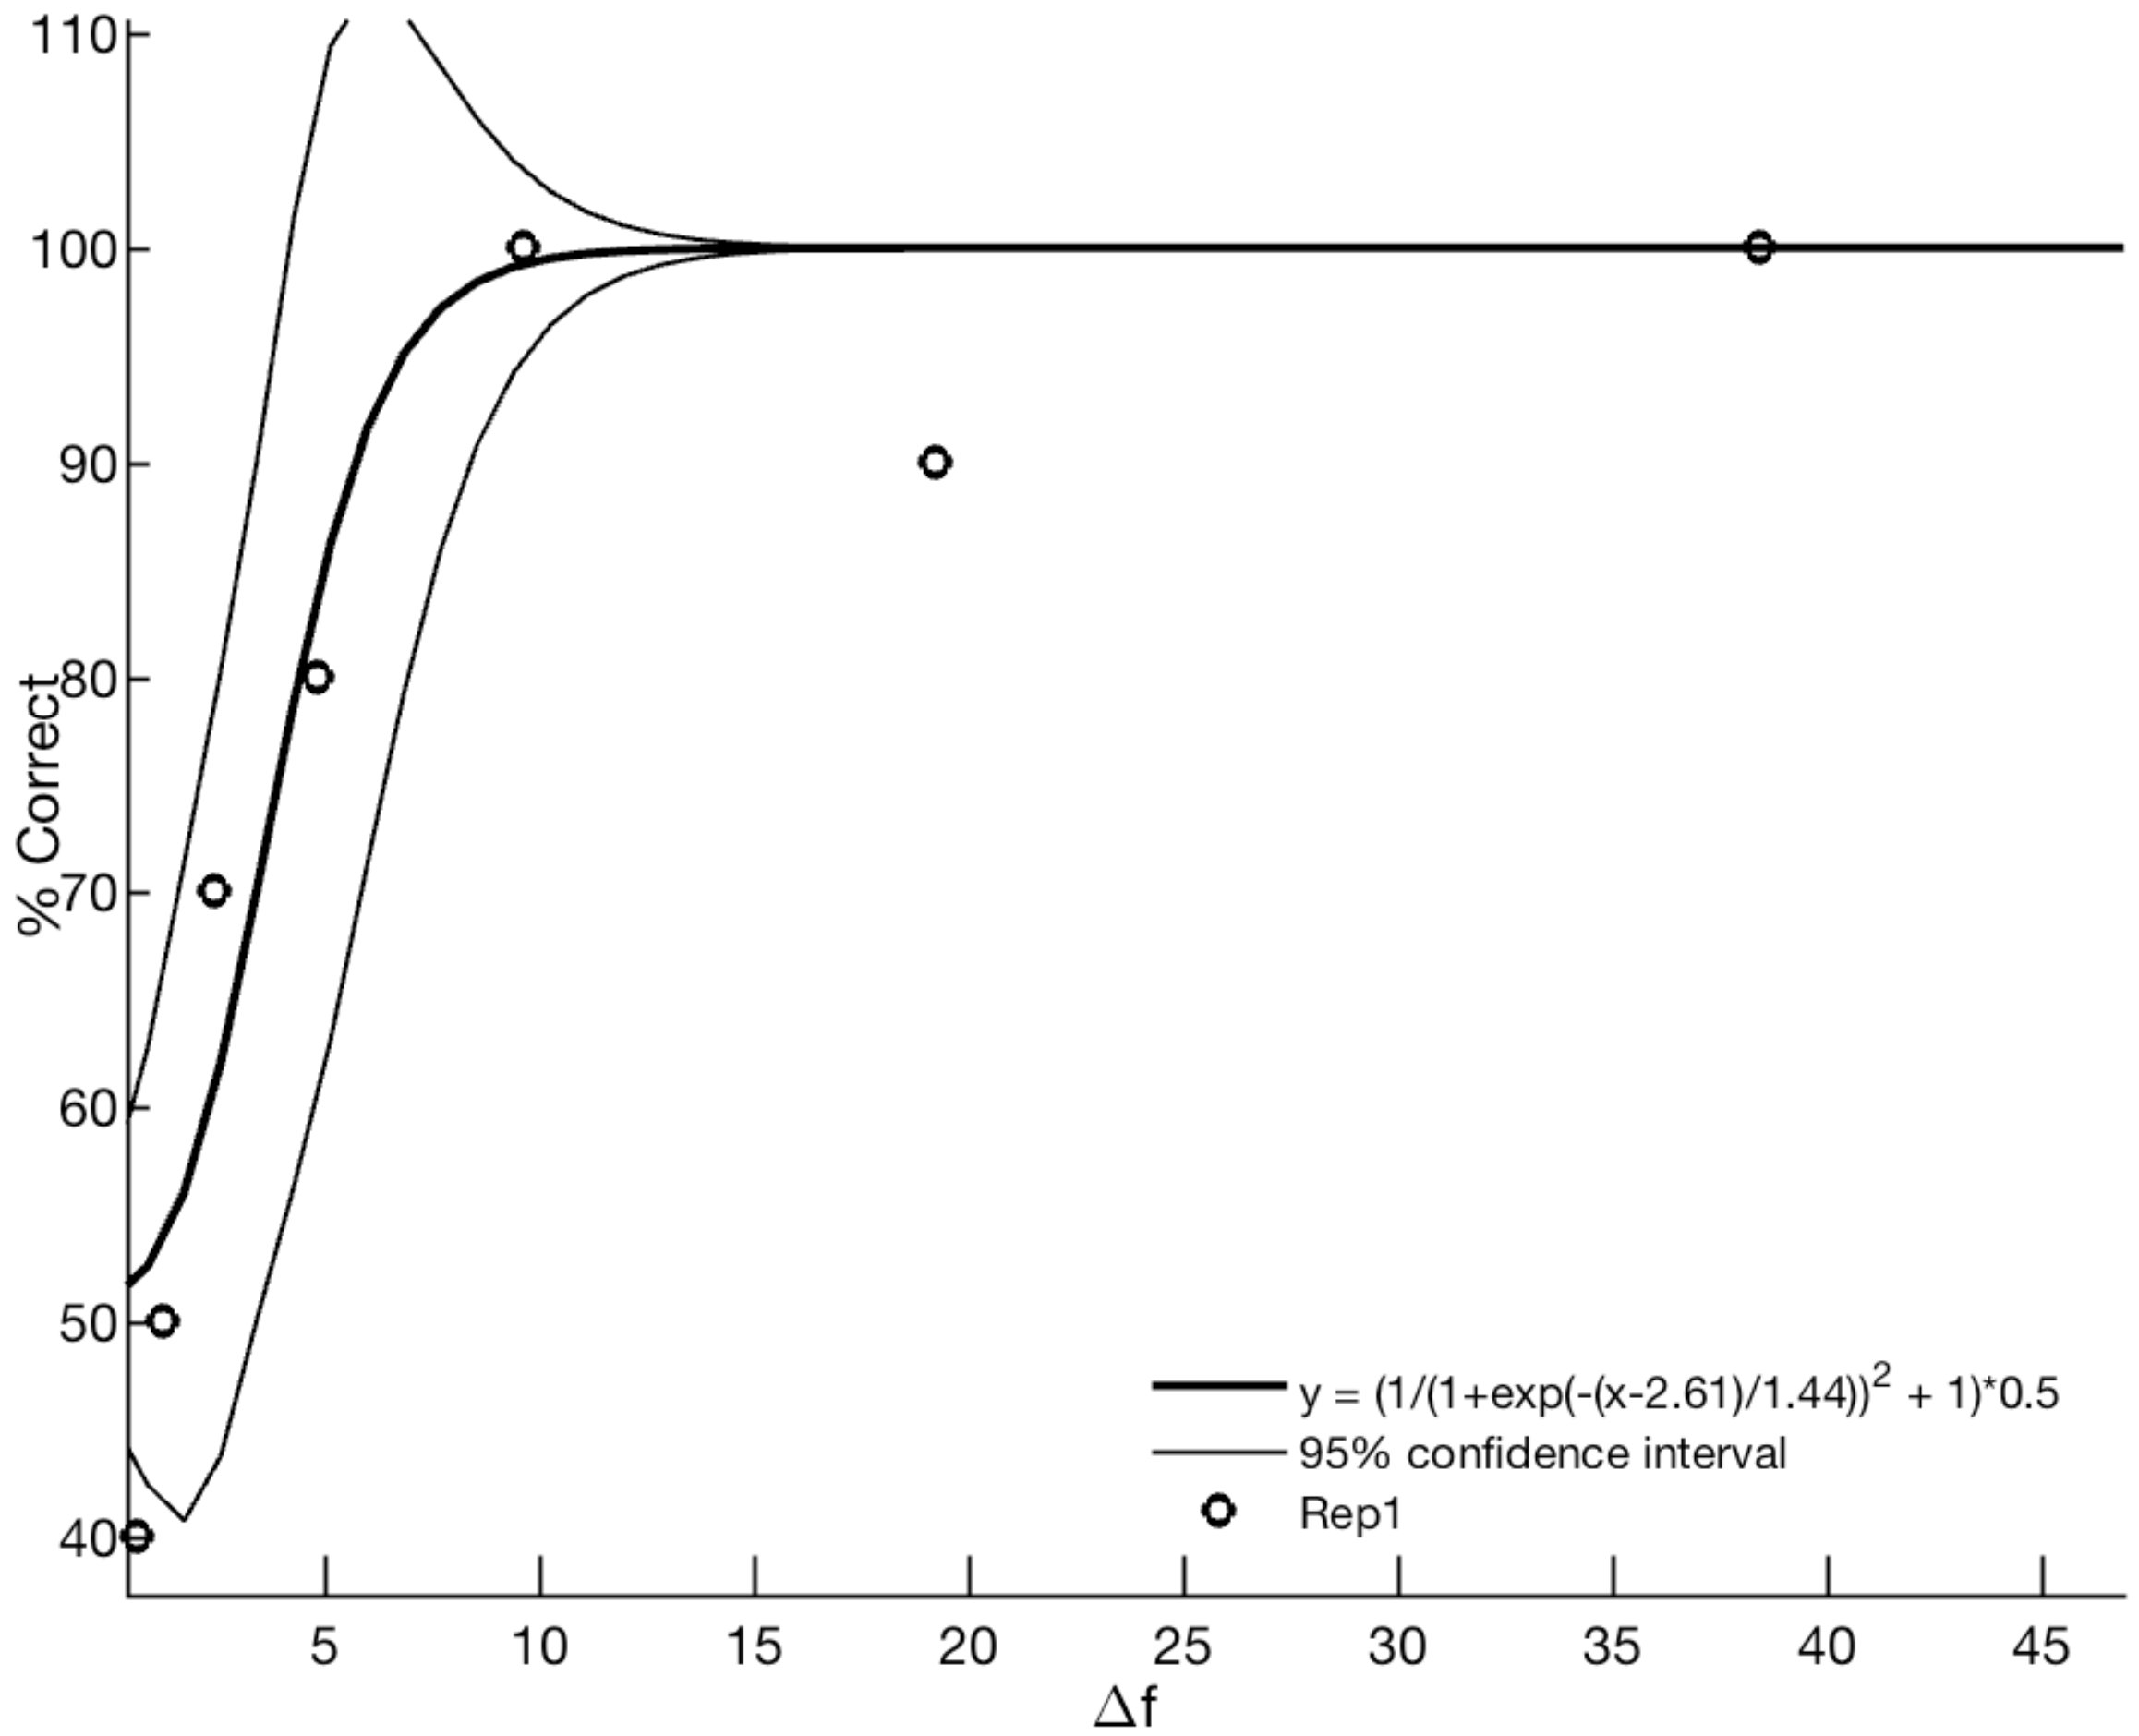 110
100
90
80
70
60
50
40
% Correct
y = (1/(1+exp(-(x-2.61)/1.44))² + 1)*0.5
95% confidence interval
Rep1
5 10 15 20 25 30 35 40 45
Δf